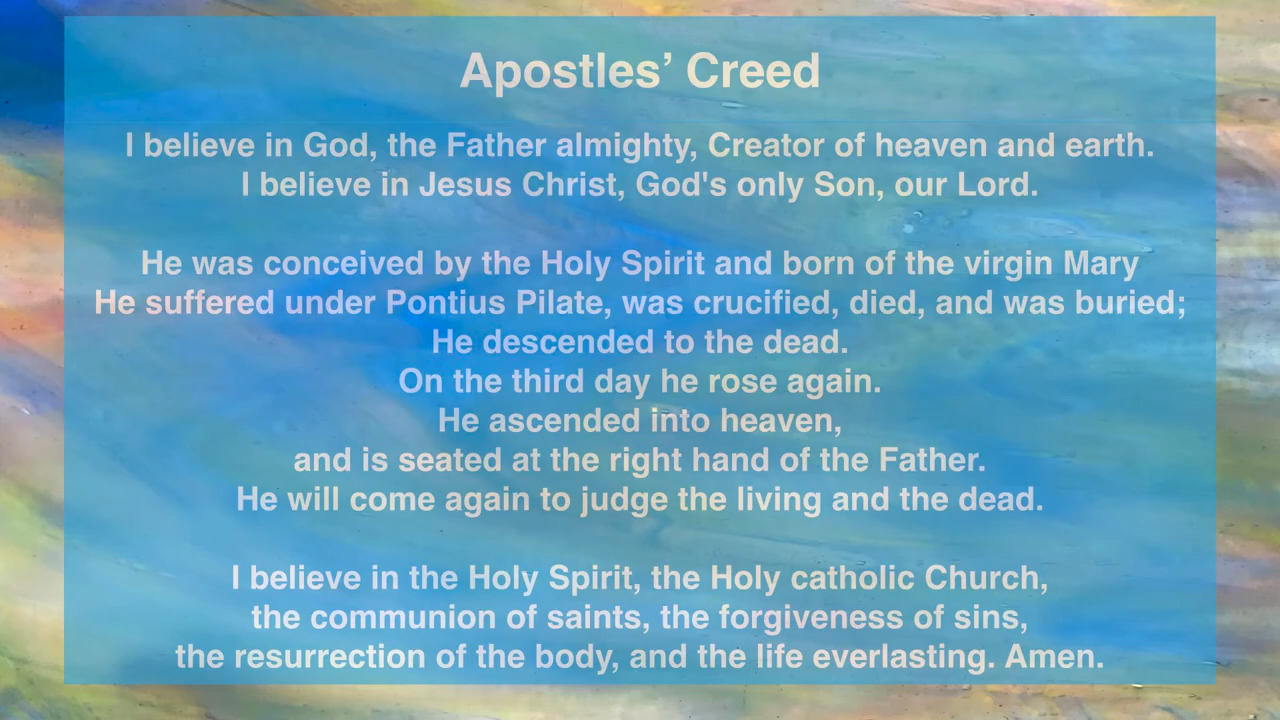 Apostles’ Creed
I believe in God, the Father almighty, Creator of heaven and earth.
I believe in Jesus Christ, God's only Son, our Lord.
He was conceived by the Holy Spirit and born of the virgin Mary
He suffered under Pontius Pilate, was crucified, died, and was buried;
He descended to the dead.
On the third day he rose again.
He ascended into heaven,
and is seated at the right hand of the Father.
He will come again to judge the living and the dead.
I believe in the Holy Spirit, the Holy catholic Church,
the communion of saints, the forgiveness of sins,
the resurrection of the body, and the life everlasting. Amen.